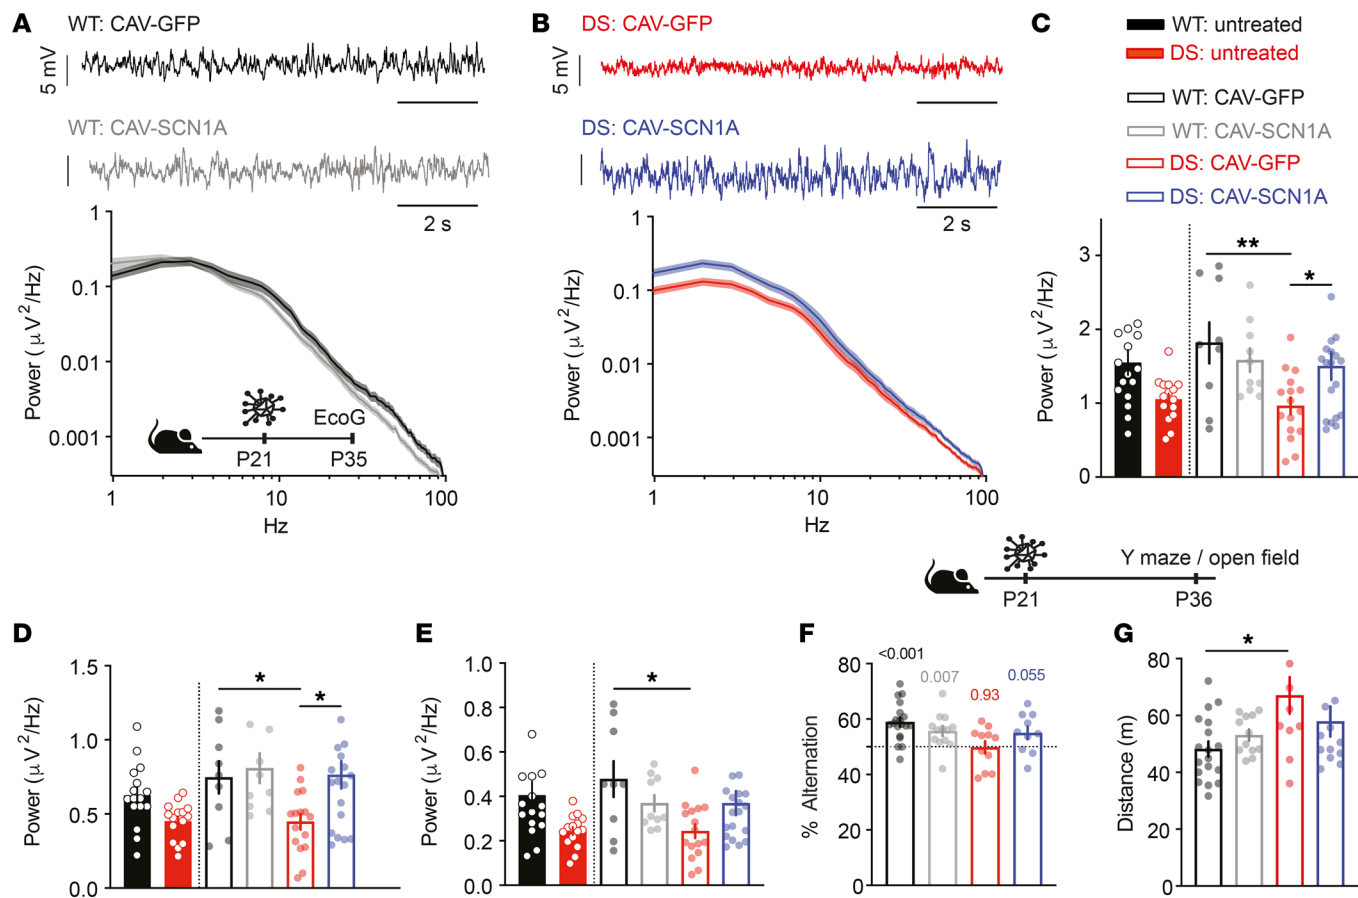 A
WT: CAV-GFP
5 mV
WT: CAV-SCN1A
2 s
Power (μV²/Hz)
1
0.1
0.01
0.001
EcoG
P21
P35
1
10
100
Hz
B
DS: CAV-GFP
5 mV
DS: CAV-SCN1A
2 s
Power (μV²/Hz)
1
0.1
0.01
0.001
1
10
100
Hz
C
WT: untreated
DS: untreated
WT: CAV-GFP
WT: CAV-SCN1A
DS: CAV-GFP
DS: CAV-SCN1A
Power (μV²/Hz)
3
2
1
0
**
*
Y maze / open field
P21
P36
D
Power (μV²/Hz)
1.5
1.0
0.5
0.0
*
*
E
Power (μV²/Hz)
1.0
0.8
0.6
0.4
0.2
0.0
*
F
% Alternation
80
60
40
20
0
<0.001
0.007
0.93
0.055
G
Distance (m)
80
60
40
20
0
*